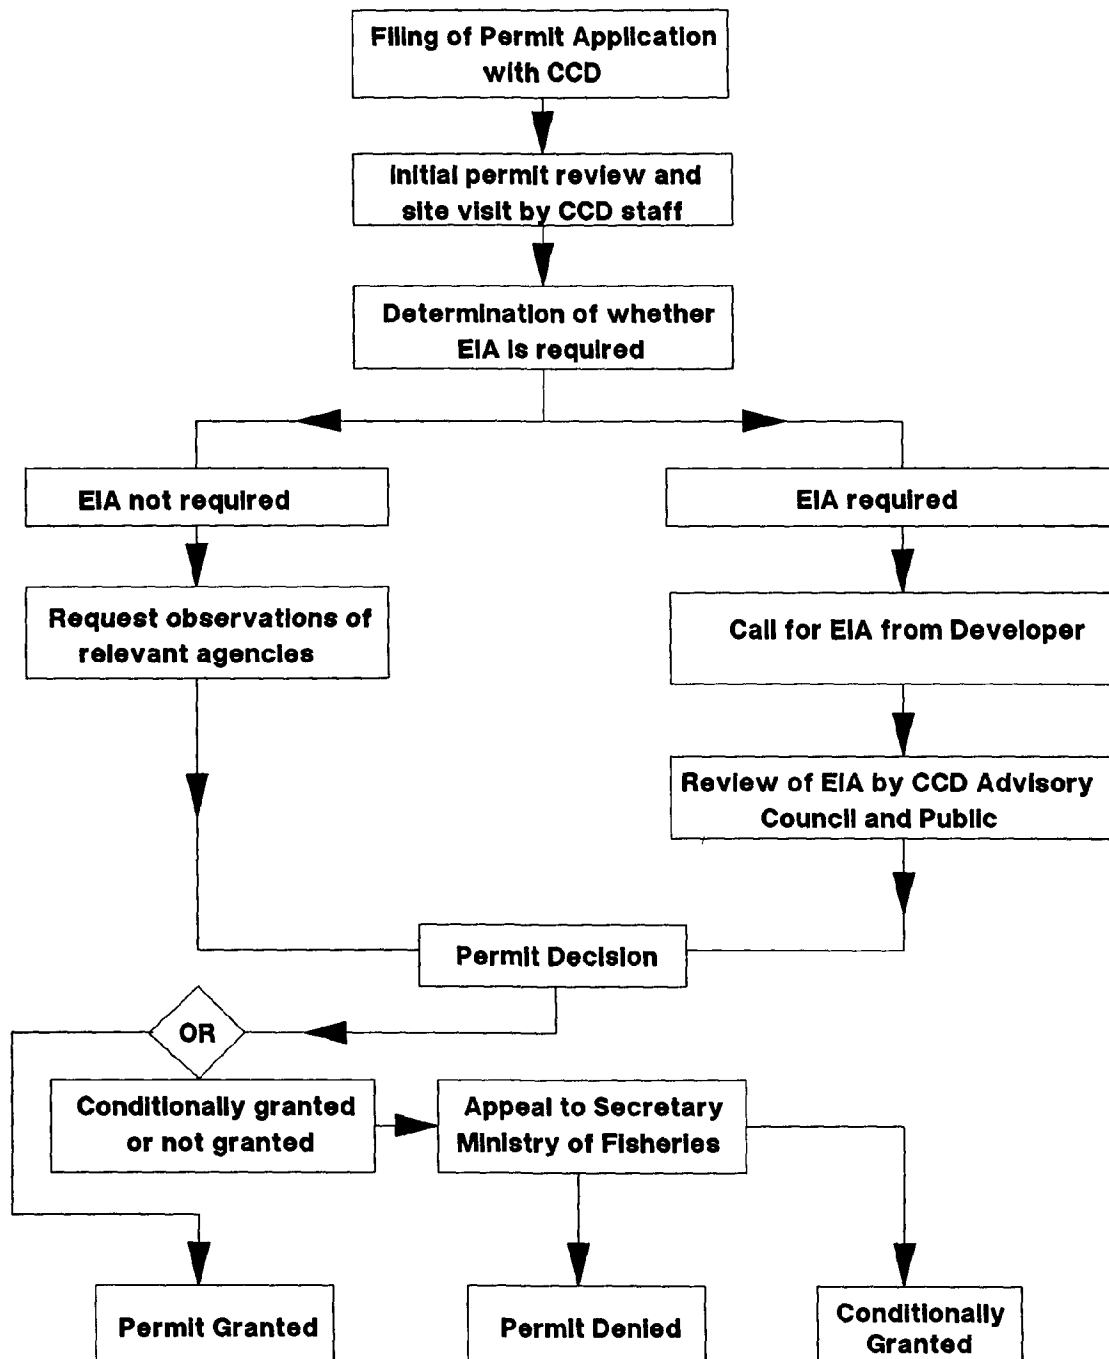 Filing of Permit Application
with CCD
Initial permit review and
site visit by CCD staff
Determination of whether
EIA is required
EIA not required
EIA required
Request observations of
relevant agencies
Call for EIA from Developer
Review of EIA by CCD Advisory
Council and Public
Permit Decision
OR
Conditionally granted
or not granted
Appeal to Secretary
Ministry of Fisheries
Permit Granted
Permit Denied
Conditionally
Granted